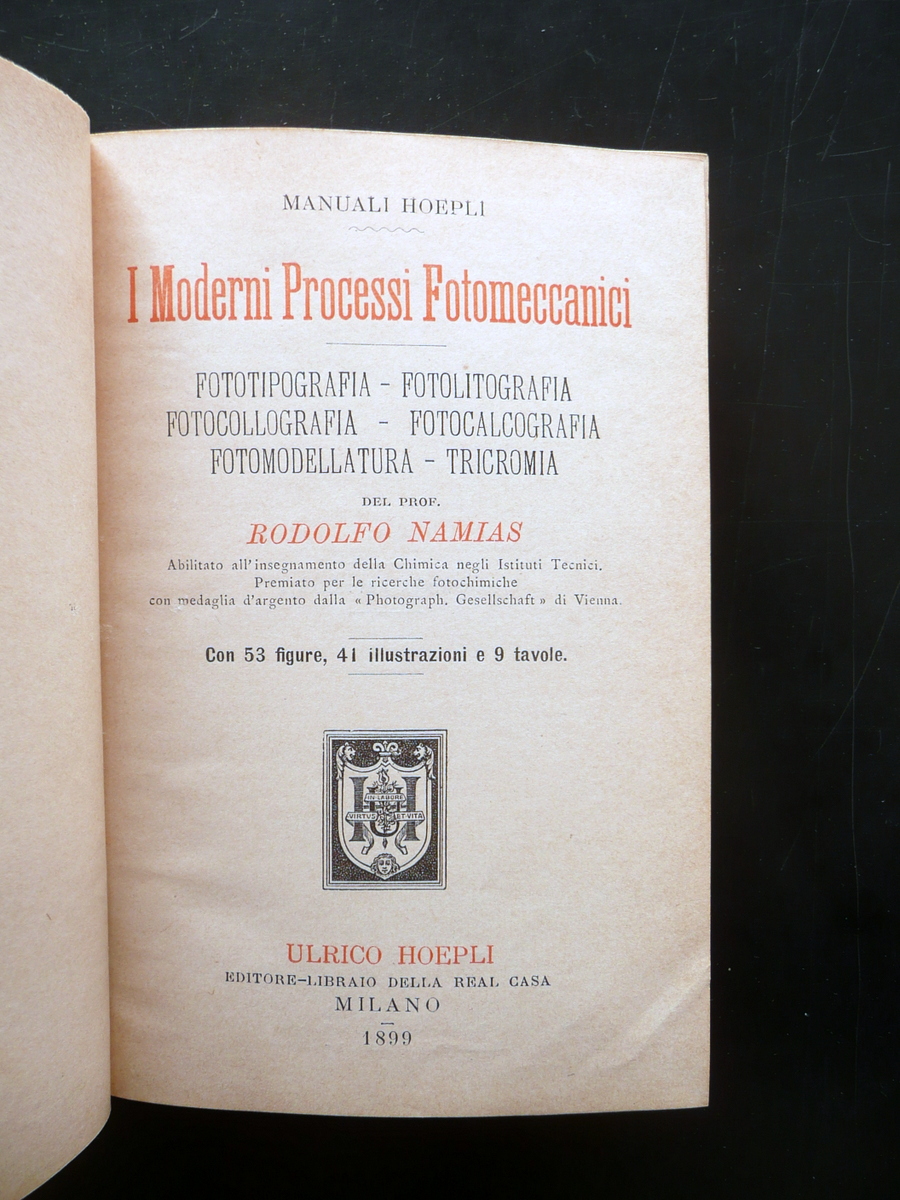 MANUALI HOEPLI
I Moderni Processi Fotomeccanici
FOTOTIPOGRAFIA – FOTOLITOGRAFIA
FOTOCOLLOGRAFIA – FOTOCALCOGRAFIA
FOTOMODELLATURA – TRICROMIA
DEL PROF.
RODOLFO NAMIAS
Abilitato all'insegnamento della Chimica negli Istituti Tecnici.
Premiato per le ricerche fotochimiche
con medaglia d'argento dalla « Photograph. Gesellschaft » di Vienna.
Con 53 figure, 41 illustrazioni e 9 tavole.
IN LABORE
VIRTUS ET VITA
H
ULRICO HOEPLI
EDITORE-LIBRAIO DELLA REAL CASA
MILANO
1899